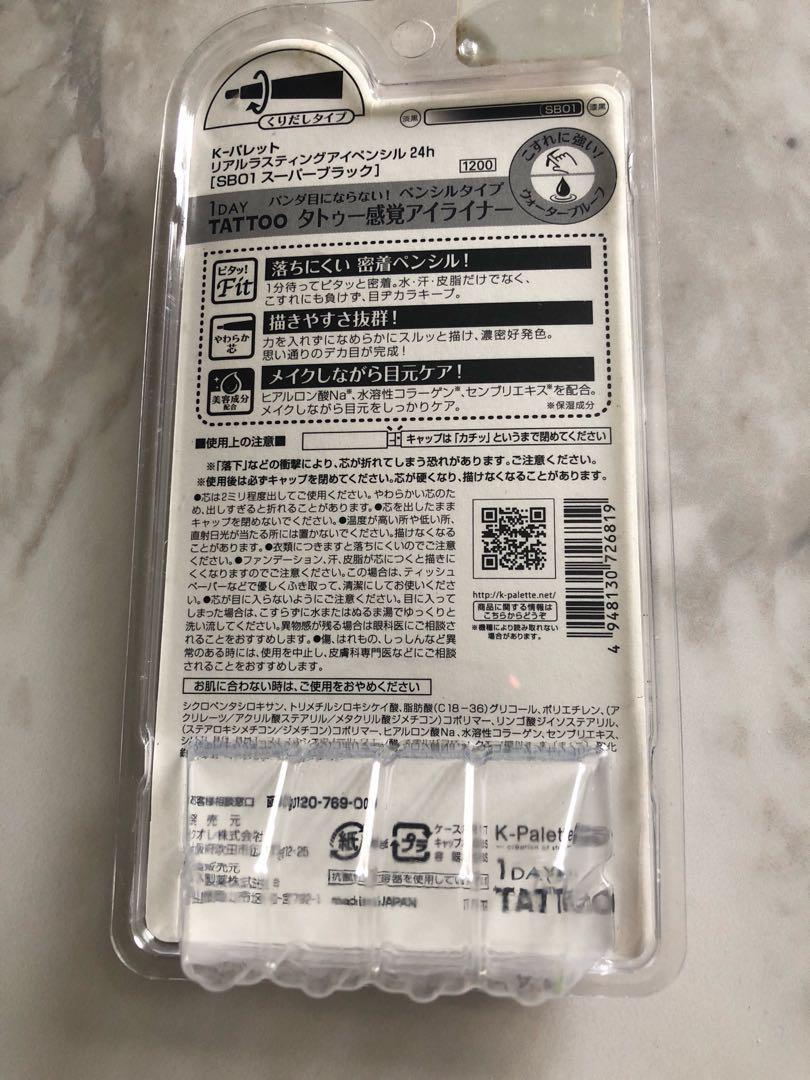 くりだしタイプ
淡黒 SB01 漆黒
K-パレット
リアルラスティングアイペンシル 24h
[SB01 スーパーブラック]
1200
こすれに強い!
ウォータープルーフ
パンダ目にならない! ペンシルタイプ
1DAY
TATTOO タトゥー感覚アイライナー
ピタッ!
Fit
落ちにくい 密着ペンシル!
1分待ってピタッと密着。水・汗・皮脂だけでなく、
こすれにも負けず、目ヂカラキープ。
やわらか
芯
描きやすさ抜群!
力を入れずになめらかにスルッと描け、濃密好発色。
思い通りのデカ目が完成!
美容成分
配合
メイクしながら目元ケア!
ヒアルロン酸Na※、水溶性コラーゲン※、センブリエキス※を配合。
メイクしながら目元をしっかりケア。 ※保湿成分
■使用上の注意■
キャップは「カチッ」というまで閉めてください
※「落下」などの衝撃により、芯が折れてしまう恐れがあります。ご注意ください。
※使用後は必ずキャップを閉めてください。芯が硬くなり、描けなくなることがあります。
●芯は2ミリ程度出してご使用ください。やわらかい芯のた
め、出しすぎると折れることがあります。●芯を出したまま
キャップを閉めないでください。●温度が高い所や低い所、
直射日光が当たる所には置かないでください。描けなくなる
ことがあります。●衣類につきますと落ちにくいのでご注意
ください。●ファンデーション、汗、皮脂が芯につくと描きに
くくなりますのでご注意ください。この場合は、ティッシュ
ペーパーなどで優しくふき取って、清潔にしてお使いくださ
い。●芯が目に入らないようにご注意ください。目に入って
しまった場合は、こすらずに水またはぬるま湯でゆっくりと
洗い流してください。異物感が残る場合は眼科医にご相談
されることをおすすめします。●傷、はれもの、しっしんなど異
常のある時には、使用を中止し、皮膚科専門医などにご相談
されることをおすすめします。
http://k-palette.net/
商品に関する情報は
こちらからどうぞ
※機種により読み取れない
場合があります。
4 948130 726819
お肌に合わない時は、ご使用をおやめください
シクロペンタシロキサン、トリメチルシロキシケイ酸、脂肪酸(C18-36)グリコール、ポリエチレン、(ア
クリレーツ/アクリル酸ステアリル/メタクリル酸ジメチコン)コポリマー、リンゴ酸ジイソステアリル、
(ステアロキシメチコン/ジメチコン)コポリマー、ヒアルロン酸Na、水溶性コラーゲン、センブリエキス、
お客様相談窓口
発売元
紙
プラ
K-Palette
1DAY
TATTOO
JAPAN